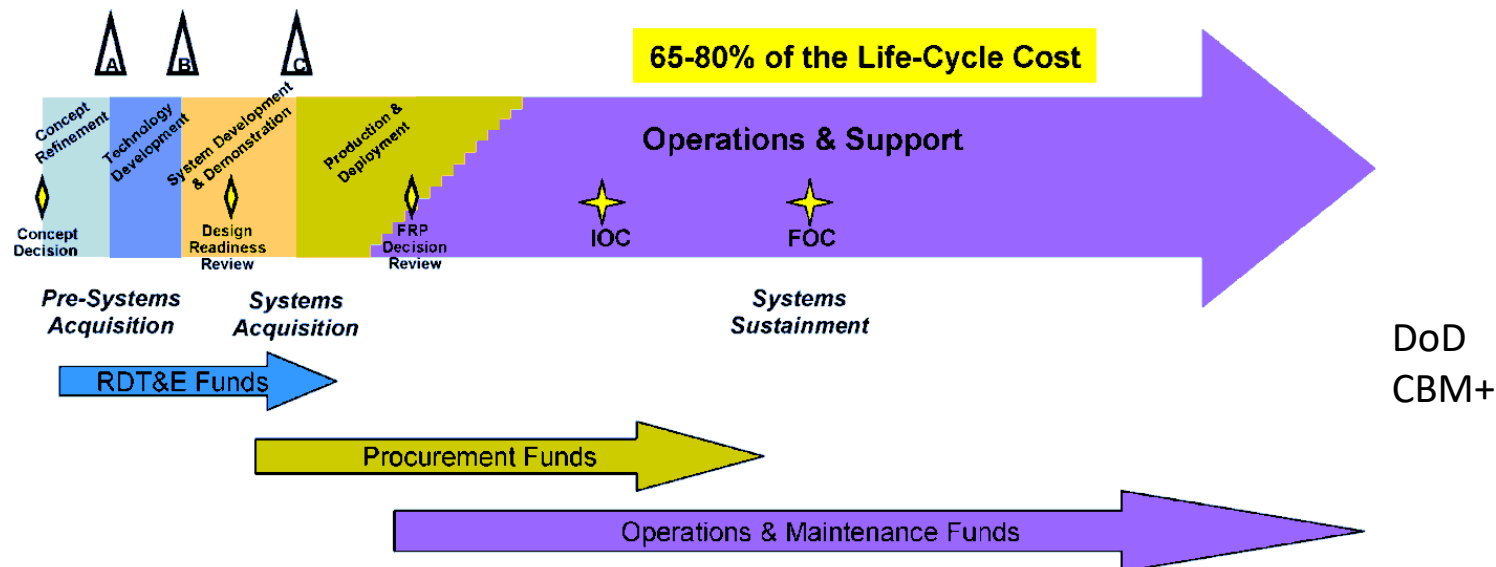 A
B
C
65-80% of the Life-Cycle Cost
Concept
Refinement
Technology
Development
System Development
& Demonstration
Production &
Deployment
Operations & Support
Concept
Decision
Design
Readiness
Review
FRP
Decision
Review
IOC
FOC
Pre-Systems
Acquisition
Systems
Acquisition
Systems
Sustainment
DoD
CBM+
RDT&E Funds
Procurement Funds
Operations & Maintenance Funds